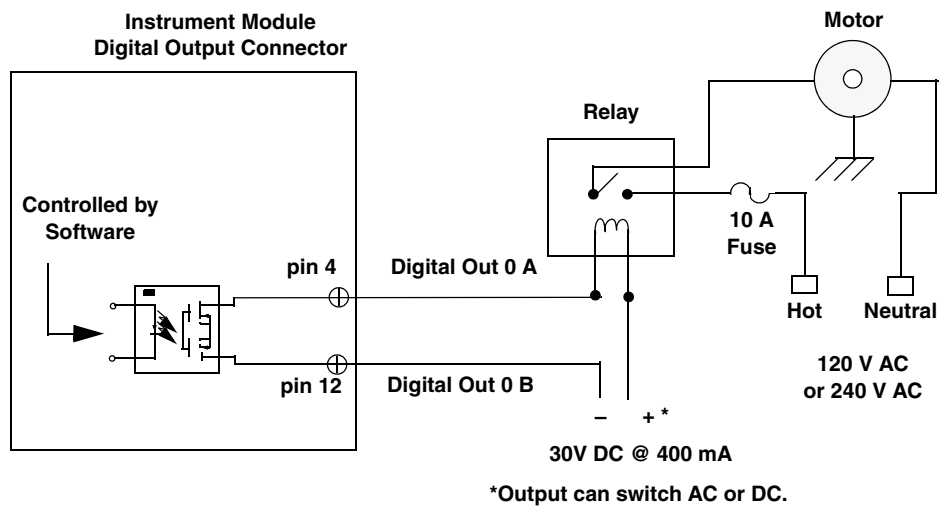 Instrument Module
Digital Output Connector
Motor
Relay
Controlled by
Software
10 A
Fuse
pin 4
Digital Out 0 A
Hot
Neutral
pin 12
Digital Out 0 B
120 V AC
or 240 V AC
– + *
30V DC @ 400 mA
*Output can switch AC or DC.